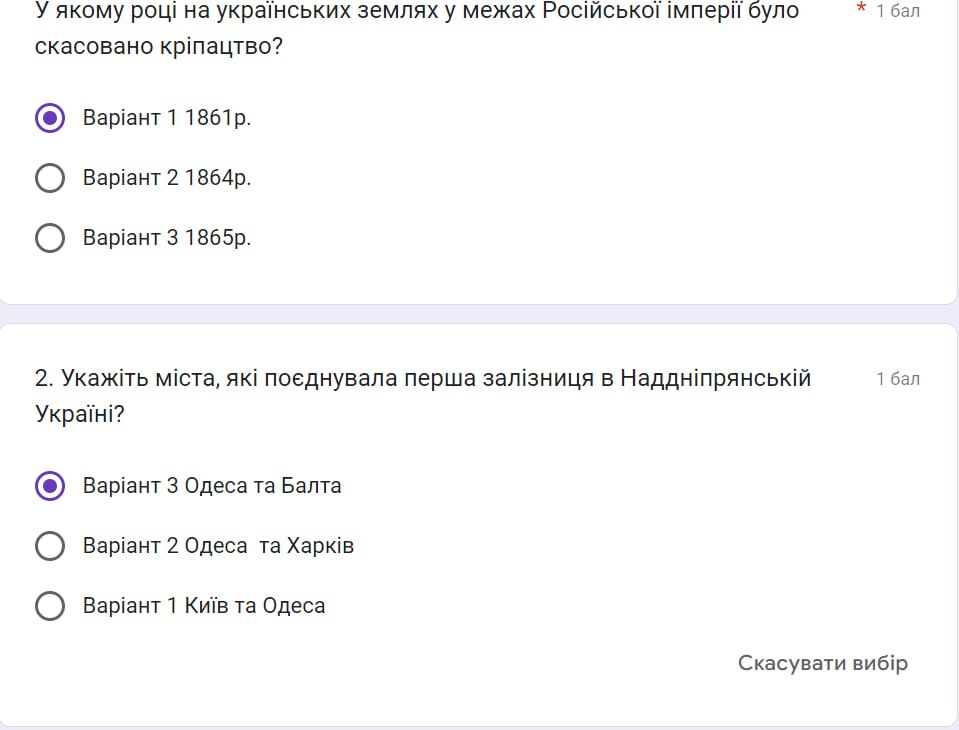 У якому році на українських землях у межах Російської імперії було * 1 бал
скасовано кріпацтво?
Варіант 1 1861р.
Варіант 2 1864р.
Варіант 3 1865р.
2. Укажіть міста, які поєднувала перша залізниця в Наддніпрянській 1 бал
Україні?
Варіант 3 Одеса та Балта
Варіант 2 Одеса та Харків
Варіант 1 Київ та Одеса
Скасувати вибір